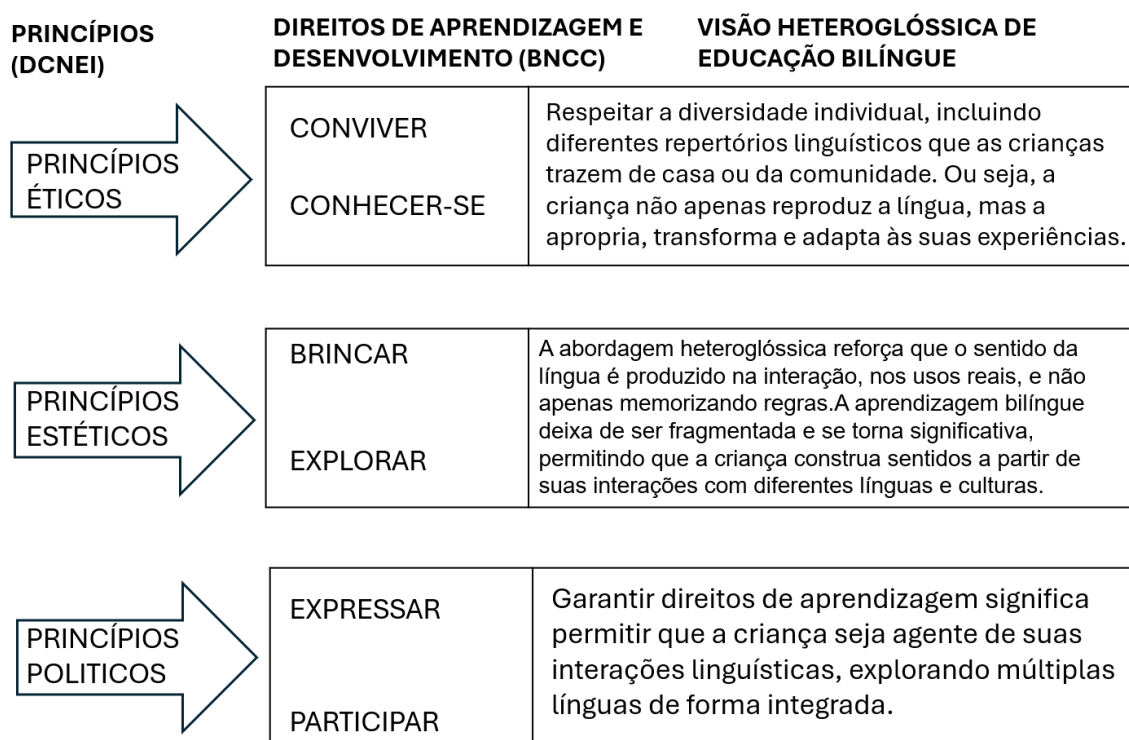 PRINCÍPIOS
(DCNEI)
DIREITOS DE APRENDIZAGEM E
DESENVOLVIMENTO (BNCC)
VISÃO HETEROGLÓSSICA DE
EDUCAÇÃO BILÍNGUE
PRINCÍPIOS
ÉTICOS
CONVIVER
CONHECER-SE
Respeitar a diversidade individual, incluindo
diferentes repertórios linguísticos que as crianças
trazem de casa ou da comunidade. Ou seja, a
criança não apenas reproduz a língua, mas a
apropria, transforma e adapta às suas experiências.
PRINCÍPIOS
ESTÉTICOS
BRINCAR
EXPLORAR
A abordagem heteroglóssica reforça que o sentido da
língua é produzido na interação, nos usos reais, e não
apenas memorizando regras.A aprendizagem bilíngue
deixa de ser fragmentada e se torna significativa,
permitindo que a criança construa sentidos a partir de
suas interações com diferentes línguas e culturas.
PRINCÍPIOS
POLITICOS
EXPRESSAR
PARTICIPAR
Garantir direitos de aprendizagem significa
permitir que a criança seja agente de suas
interações linguísticas, explorando múltiplas
línguas de forma integrada.